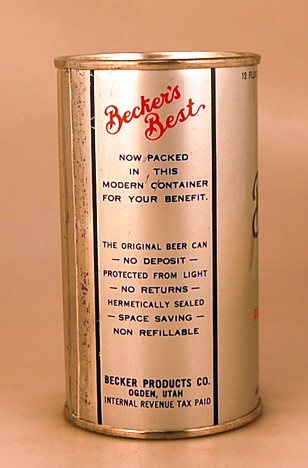 Becker's
Best
NOW PACKED
IN THIS
MODERN CONTAINER
FOR YOUR BENEFIT.
THE ORIGINAL BEER CAN
— NO DEPOSIT —
PROTECTED FROM LIGHT
— NO RETURNS —
HERMETICALLY SEALED
— SPACE SAVING —
NON REFILLABLE
BECKER PRODUCTS CO.
OGDEN, UTAH
INTERNAL REVENUE TAX PAID
12